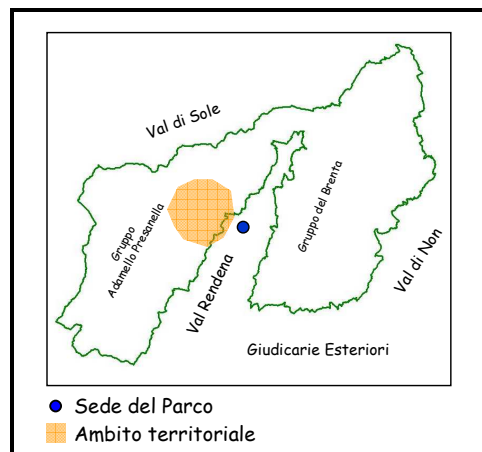 Val di Sole
Gruppo
Adamello Presanella
Gruppo del Brenta
Val di Non
Val Rendena
Giudicarie Esteriori
Sede del Parco
Ambito territoriale